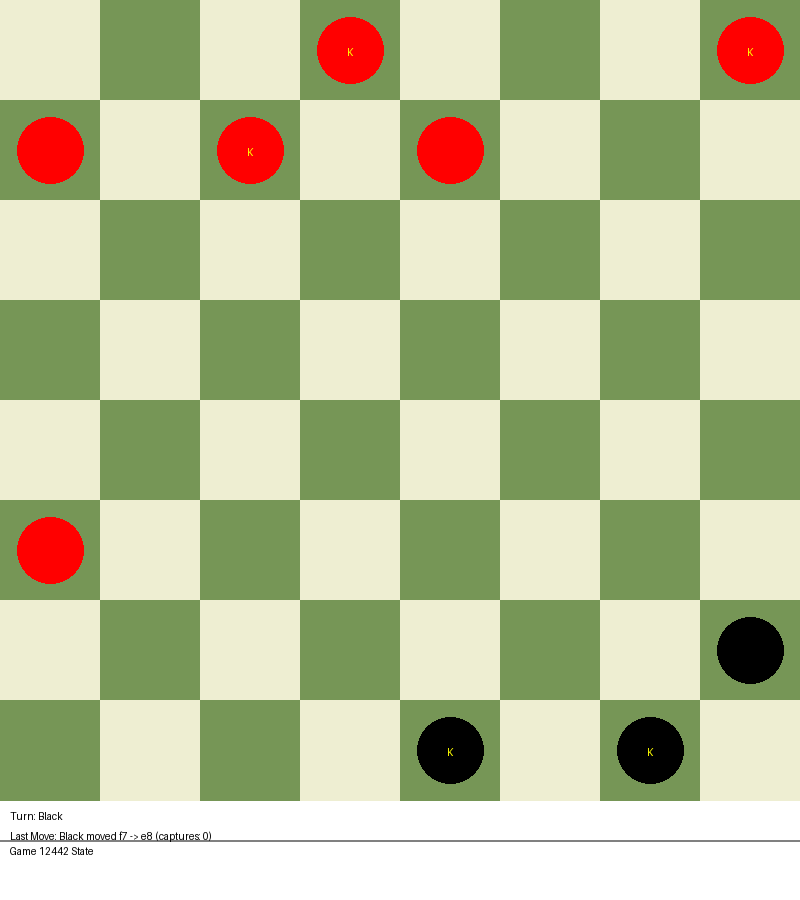 K K
K
K K
Turn: Black
Last Move: Black moved f7 -> e8 (captures: 0)
Game 12442 State